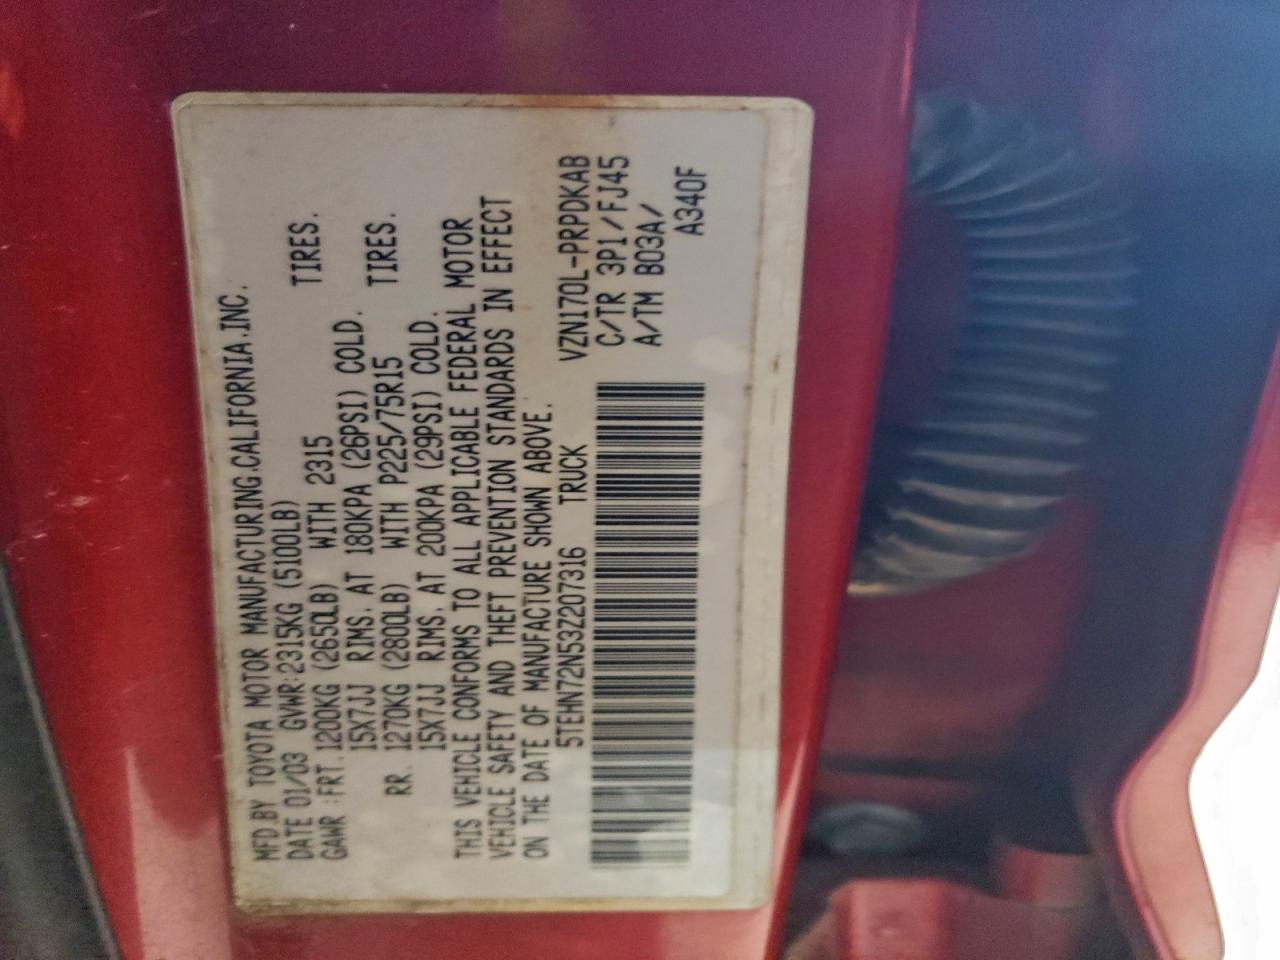 MFD.BY TOYOTA MOTOR MANUFACTURING.CALIFORNIA.INC.
DATE 01/03 GVWR:2315KG (5100LB)
GAWR :FRT.1200KG (2650LB) WITH 2315 TIRES.
15X7JJ RIMS. AT 180KPA (26PSI) COLD.
RR. 1270KG (2800LB) WITH P225/75R15 TIRES.
15X7JJ RIMS. AT 200KPA (29PSI) COLD.
THIS VEHICLE CONFORMS TO ALL APPLICABLE FEDERAL MOTOR
VEHICLE SAFETY AND THEFT PREVENTION STANDARDS IN EFFECT
ON THE DATE OF MANUFACTURE SHOWN ABOVE.
5TEHN72N53Z207316 TRUCK VZN170L-PRPDKAB
C/TR 3P1/FJ45
A/TM B03A/
A340F